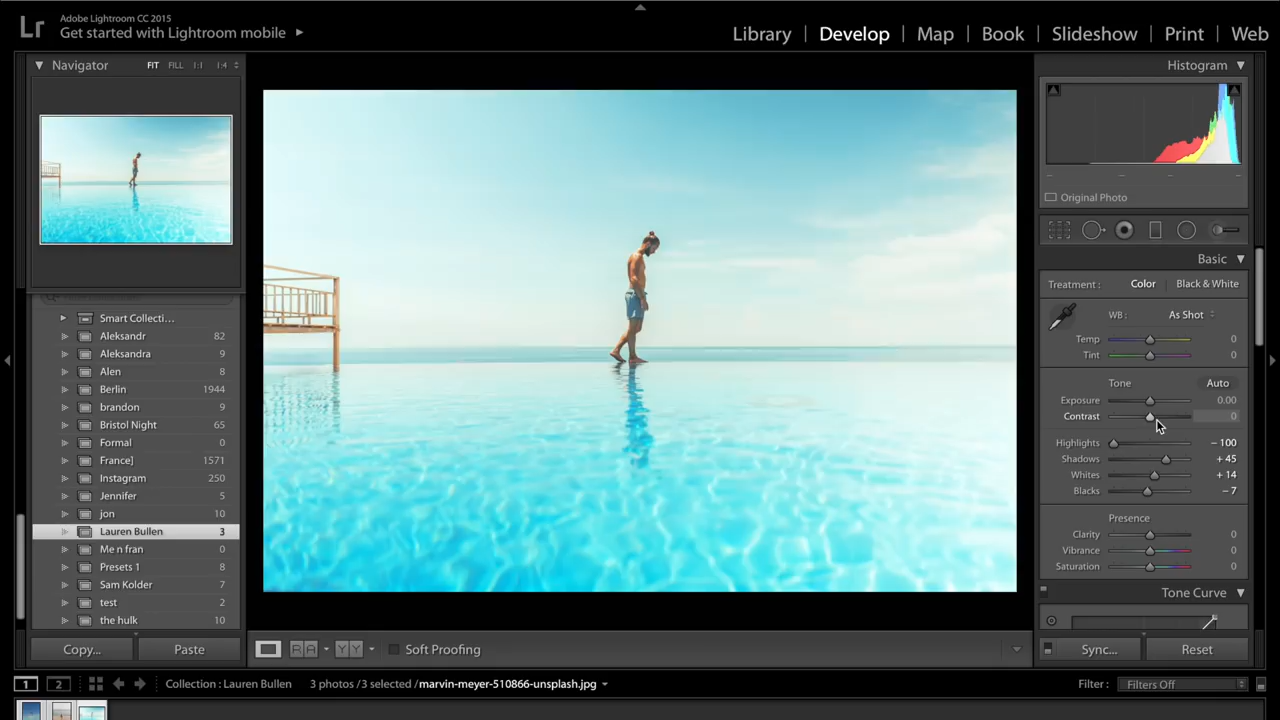 Lr
Adobe Lightroom CC 2015
Get started with Lightroom mobile
Library | Develop | Map | Book | Slideshow | Print | Web
Navigator FIT FILL 1:1 1:4
Smart Collecti...
Aleksandr 82
Aleksandra 9
Alen 8
Berlin 1944
brandon 9
Bristol Night 65
Formal 0
France] 1571
Instagram 250
Jennifer 5
jon 10
Lauren Bullen 3
Me n fran 0
Presets 1 8
Sam Kolder 7
test 2
the hulk 10
Copy... Paste
Histogram
Original Photo
Basic
Treatment : Color | Black & White
WB : As Shot
Temp 0
Tint 0
Tone Auto
Exposure 0.00
Contrast 0
Highlights − 100
Shadows + 45
Whites + 14
Blacks − 7
Presence
Clarity 0
Vibrance 0
Saturation 0
Tone Curve
R A Y Y Soft Proofing
Sync... Reset
1 2 Collection : Lauren Bullen 3 photos /3 selected /marvin-meyer-510866-unsplash.jpg Filter : Filters Off